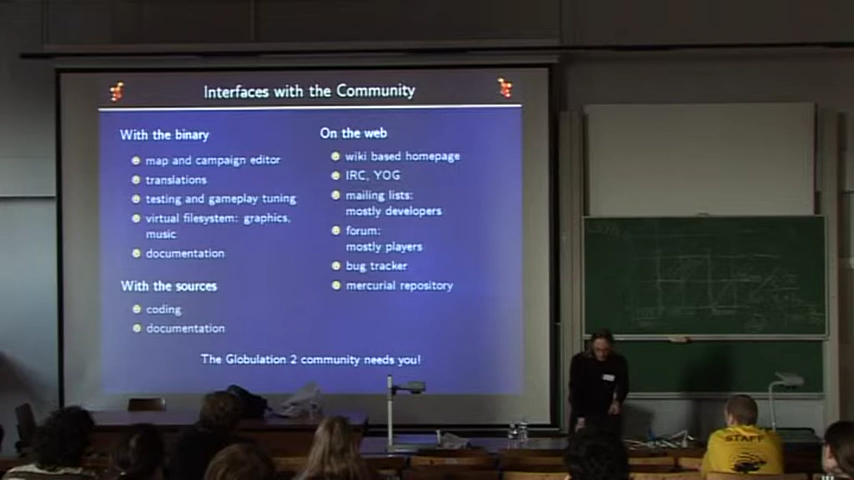 Interfaces with the Community
With the binary
map and campaign editor
translations
testing and gameplay tuning
virtual filesystem: graphics,
music
documentation
With the sources
coding
documentation
On the web
wiki based homepage
IRC, YOG
mailing lists:
mostly developers
forum:
mostly players
bug tracker
mercurial repository
The Globulation 2 community needs you!
STAFF